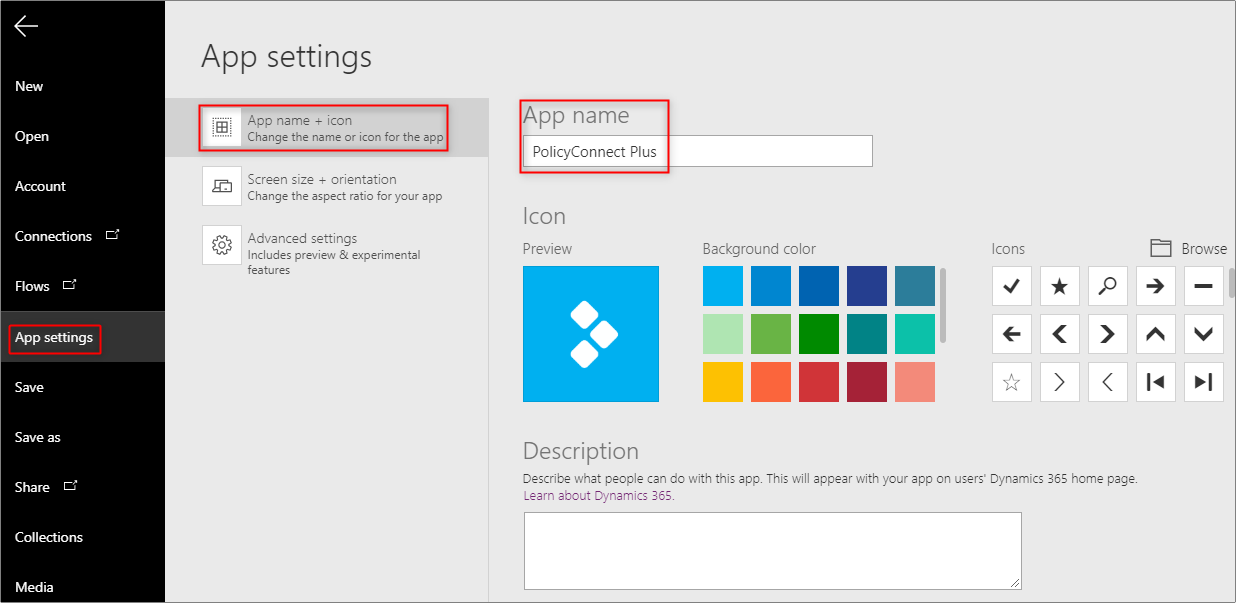 New
Open
Account
Connections
Flows
App settings
Save
Save as
Share
Collections
Media
App settings
App name + icon
Change the name or icon for the app
Screen size + orientation
Change the aspect ratio for your app
Advanced settings
Includes preview & experimental
features
App name
PolicyConnect Plus
Icon
Preview
Background color
Icons
Browse
Description
Describe what people can do with this app. This will appear with your app on users' Dynamics 365 home page.
Learn about Dynamics 365.